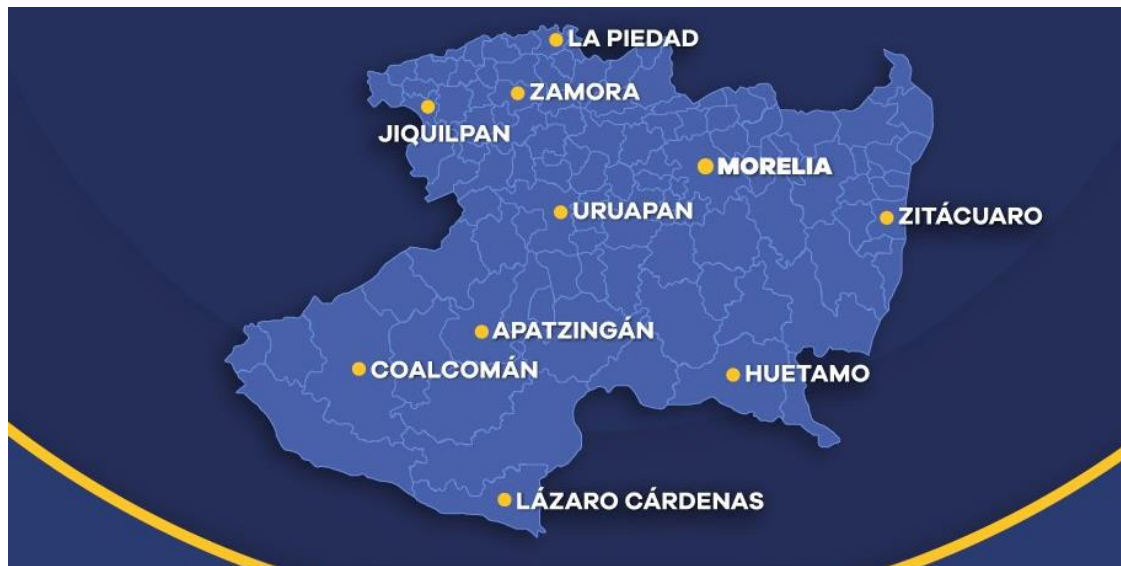 LA PIEDAD
ZAMORA
JIQUILPAN
MORELIA
URUAPAN
ZITÁCUARO
APATZINGÁN
COALCOMÁN
HUETAMO
LÁZARO CÁRDENAS